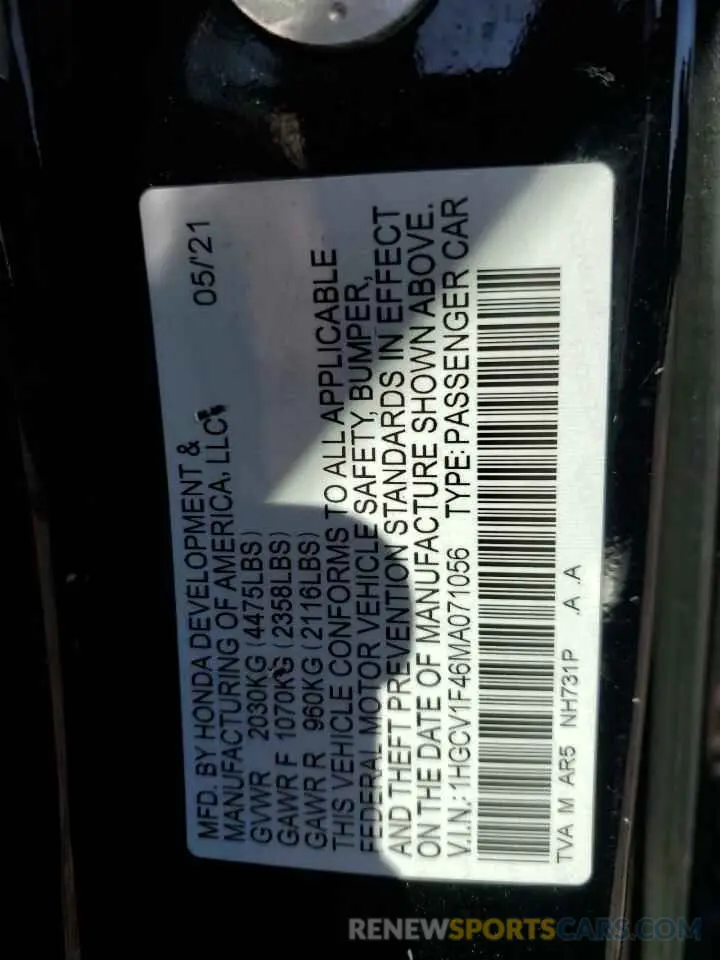 MFD. BY HONDA DEVELOPMENT & 05/'21
MANUFACTURING OF AMERICA, LLC
GVWR 2030KG (4475LBS)
GAWR F 1070KG (2358LBS)
GAWR R 960KG (2116LBS)
THIS VEHICLE CONFORMS TO ALL APPLICABLE
FEDERAL MOTOR VEHICLE SAFETY, BUMPER,
AND THEFT PREVENTION STANDARDS IN EFFECT
ON THE DATE OF MANUFACTURE SHOWN ABOVE.
V.I.N.: 1HGCV1F46MA071056 TYPE: PASSENGER CAR
TVA M AR5 NH731P .A .A
RENEWSPORTSCARS.COM